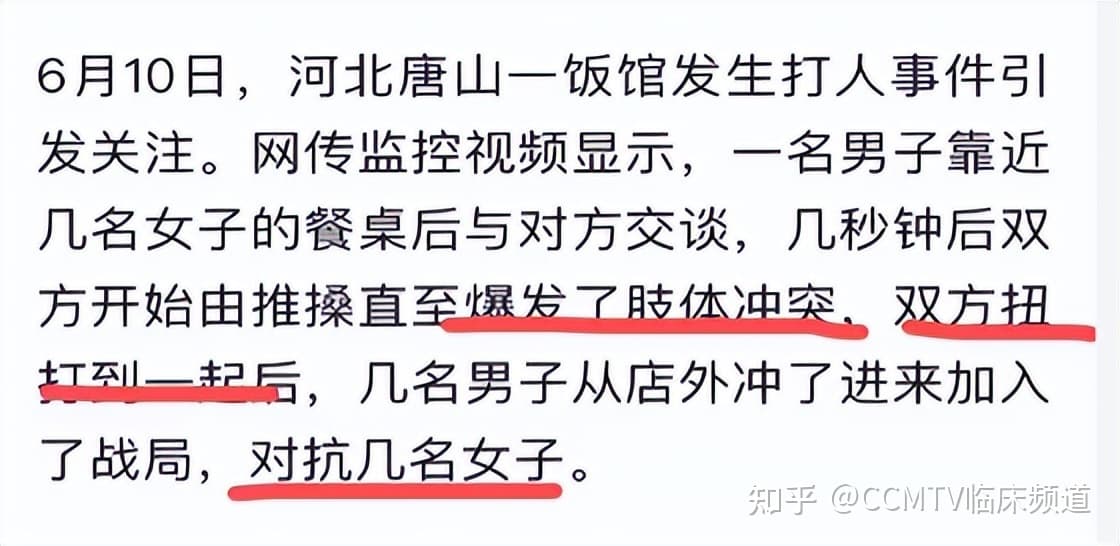 6月10日，河北唐山一饭馆发生打人事件引
发关注。网传监控视频显示，一名男子靠近
几名女子的餐桌后与对方交谈，几秒钟后双
方开始由推搡直至爆发了肢体冲突，双方扭
打到一起后，几名男子从店外冲了进来加入
了战局，对抗几名女子。
知乎 @CCMTV临床频道